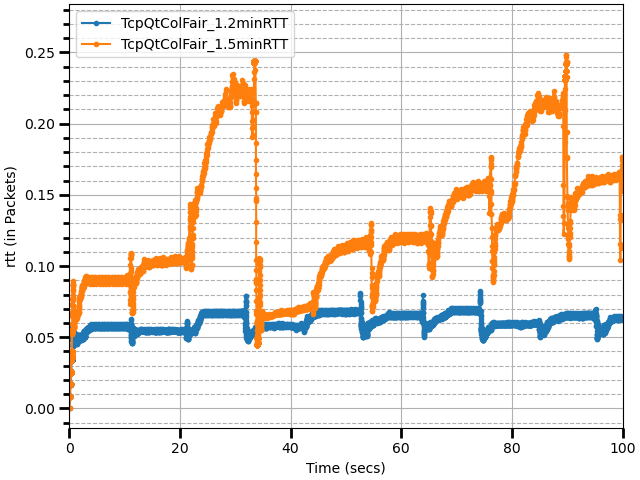 TcpQtColFair_1.2minRTT
TcpQtColFair_1.5minRTT
0.25
0.20
0.15
0.10
0.05
0.00
rtt (in Packets)
0 20 40 60 80 100
Time (secs)